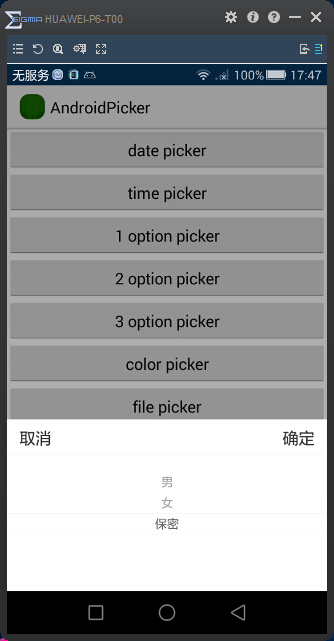 SIGMA HUAWEI-P6-T00
无服务 100% 17:47
AndroidPicker
date picker
time picker
1 option picker
2 option picker
3 option picker
color picker
file picker
取消 确定
男
女
保密